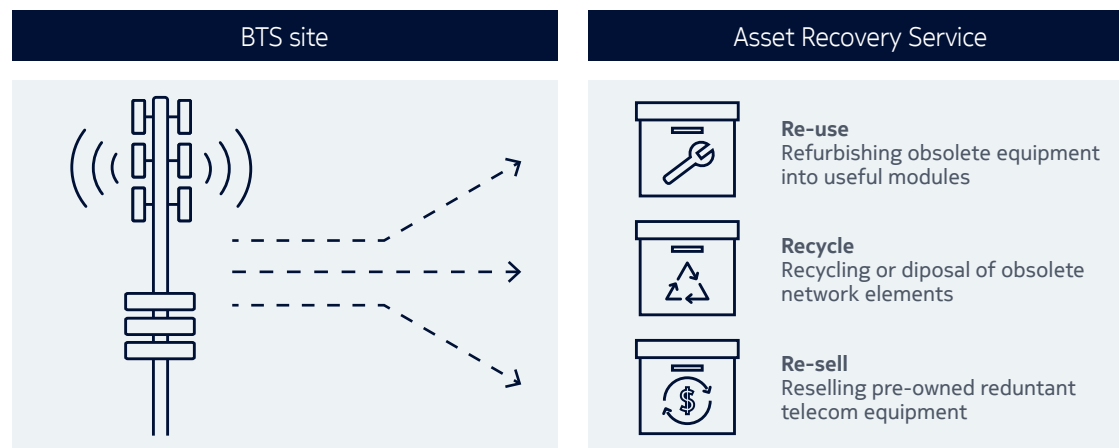 BTS site
Asset Recovery Service
Re-use
Refurbishing obsolete equipment
into useful modules
Recycle
Recycling or diposal of obsolete
network elements
$
Re-sell
Reselling pre-owned reduntant
telecom equipment